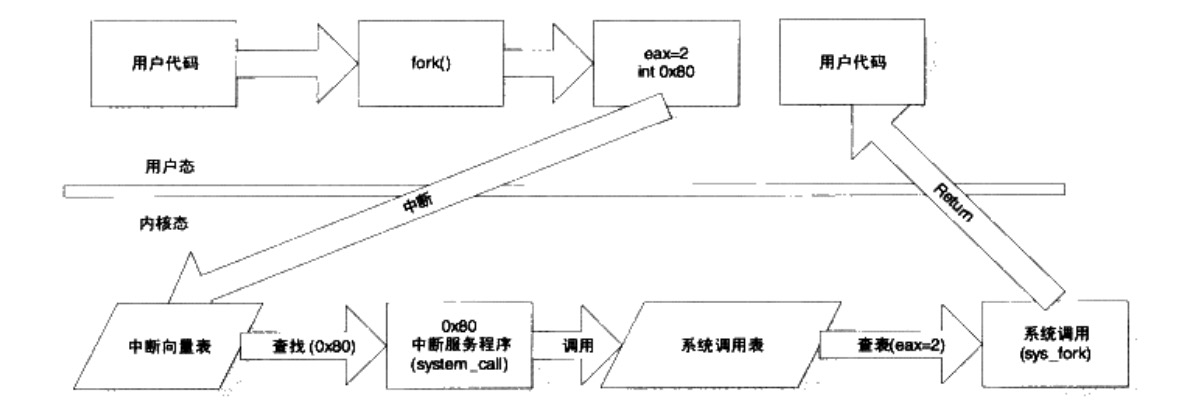 用户代码
fork()
eax=2
int 0x80
用户代码
用户态
中断
Return
内核态
中断向量表
查找 (0x80)
0x80
中断服务程序
(system_call)
调用
系统调用表
查表(eax=2)
系统调用
(sys_fork)